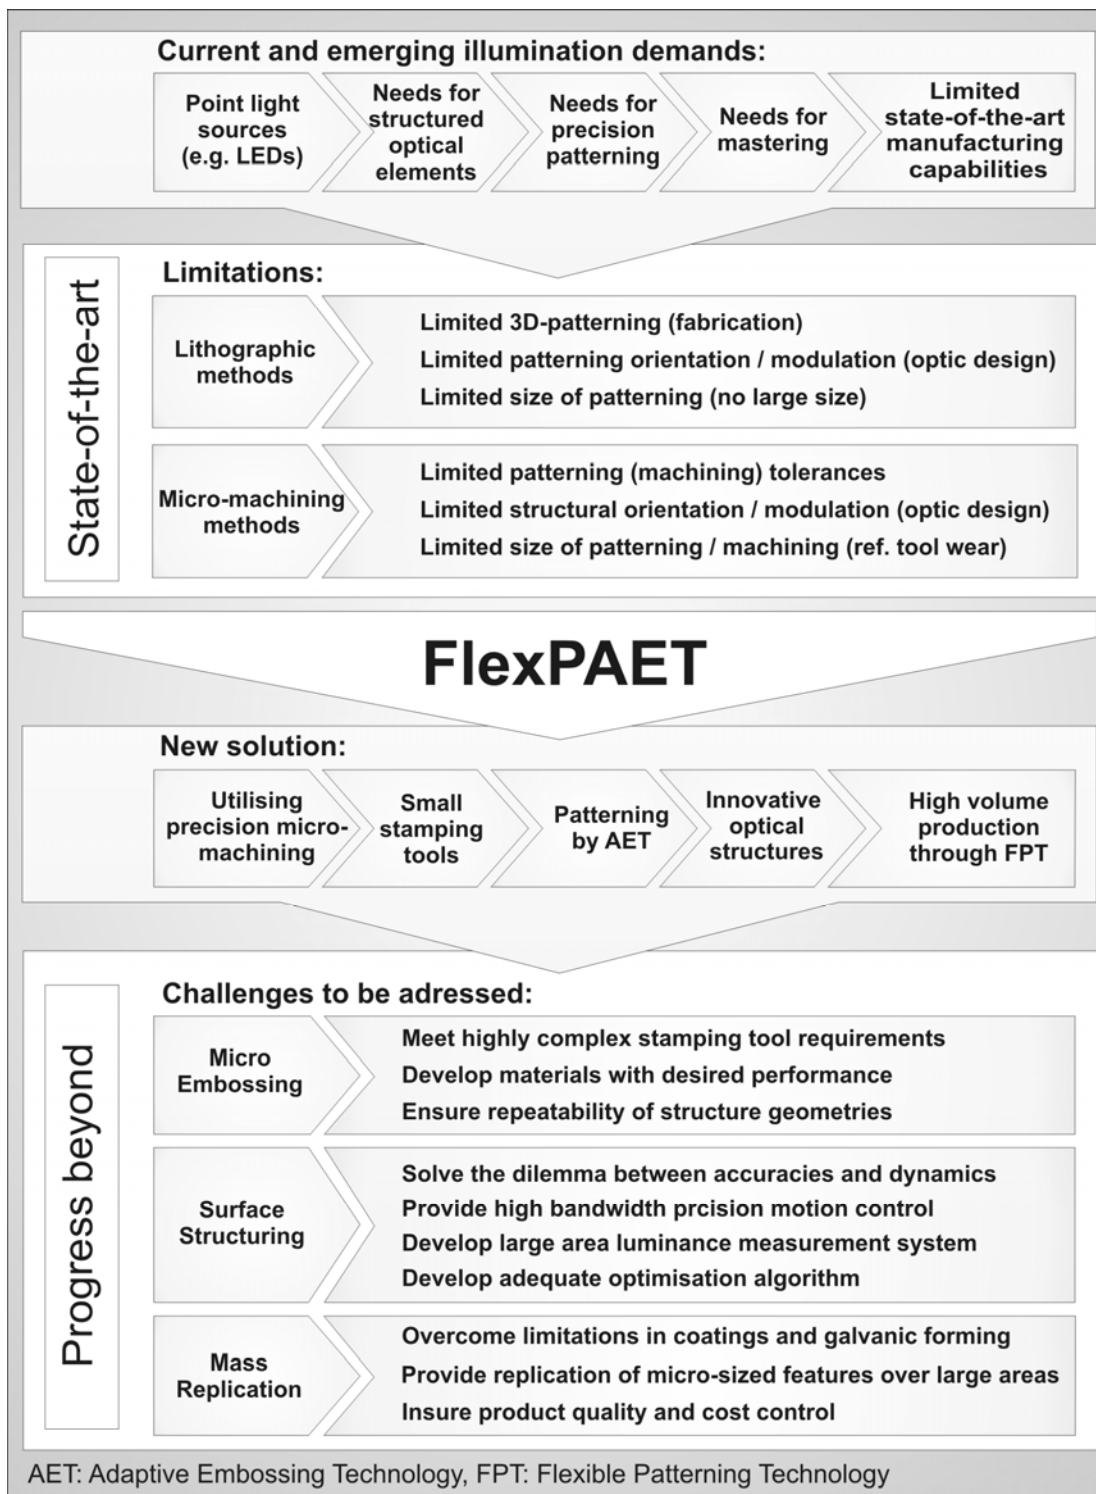 Current and emerging illumination demands:
Point light
sources
(e.g. LEDs)
Needs for
structured
optical
elements
Needs for
precision
patterning
Needs for
mastering
Limited
state-of-the-art
manufacturing
capabilities
State-of-the-art
Limitations:
Lithographic
methods
Limited 3D-patterning (fabrication)
Limited patterning orientation / modulation (optic design)
Limited size of patterning (no large size)
Micro-machining
methods
Limited patterning (machining) tolerances
Limited structural orientation / modulation (optic design)
Limited size of patterning / machining (ref. tool wear)
FlexPAET
New solution:
Utilising
precision micro-
machining
Small
stamping
tools
Patterning
by AET
Innovative
optical
structures
High volume
production
through FPT
Progress beyond
Challenges to be adressed:
Micro
Embossing
Meet highly complex stamping tool requirements
Develop materials with desired performance
Ensure repeatability of structure geometries
Surface
Structuring
Solve the dilemma between accuracies and dynamics
Provide high bandwidth prcision motion control
Develop large area luminance measurement system
Develop adequate optimisation algorithm
Mass
Replication
Overcome limitations in coatings and galvanic forming
Provide replication of micro-sized features over large areas
Insure product quality and cost control
AET: Adaptive Embossing Technology, FPT: Flexible Patterning Technology